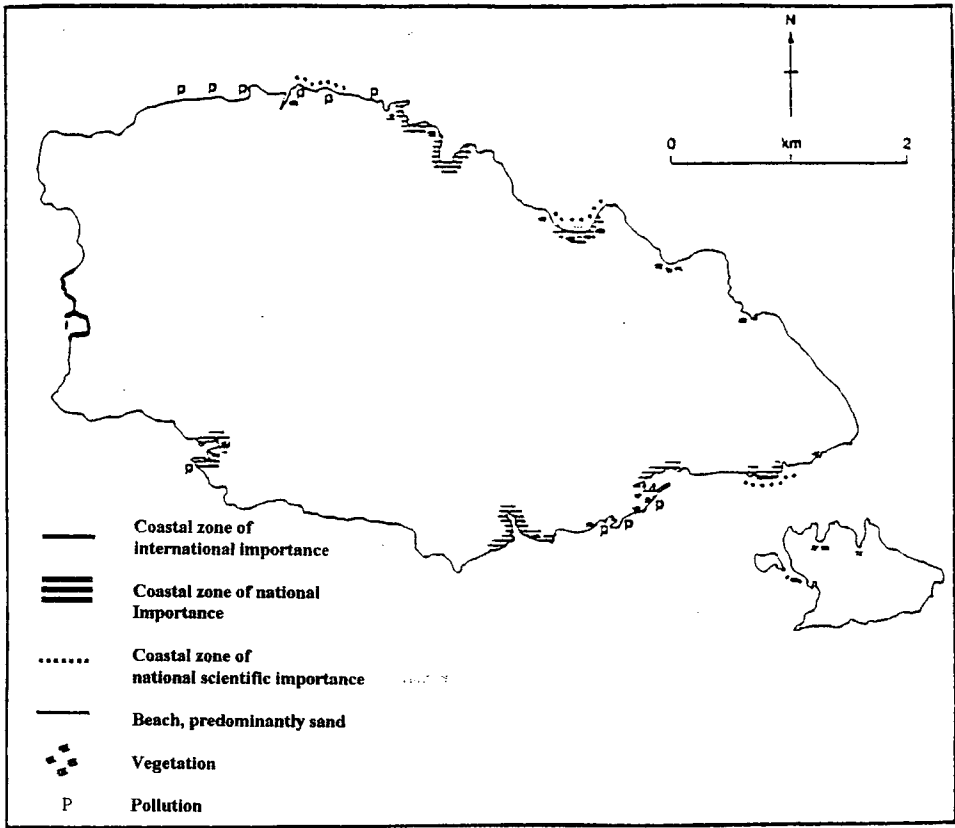 N
0 km 2
P P P P P P
P
P P P
Coastal zone of
international importance
Coastal zone of national
Importance
Coastal zone of
national scientific importance
Beach, predominantly sand
Vegetation
P Pollution